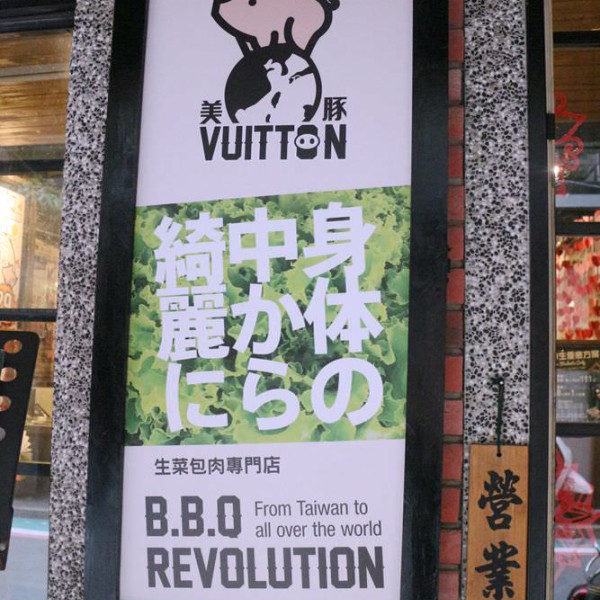 美豚
VUITTON
身体の
中から
綺麗に
生菜包肉專門店
B.B.Q
From Taiwan to
all over the world
REVOLUTION
營業